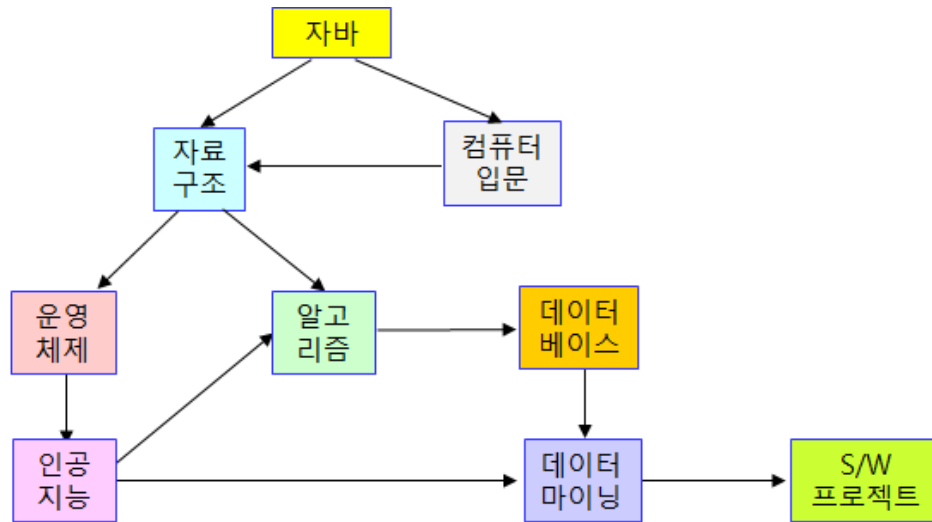 자바
자료
구조
컴퓨터
입문
운영
체제
알고
리즘
데이터
베이스
인공
지능
데이터
마이닝
S/W
프로젝트